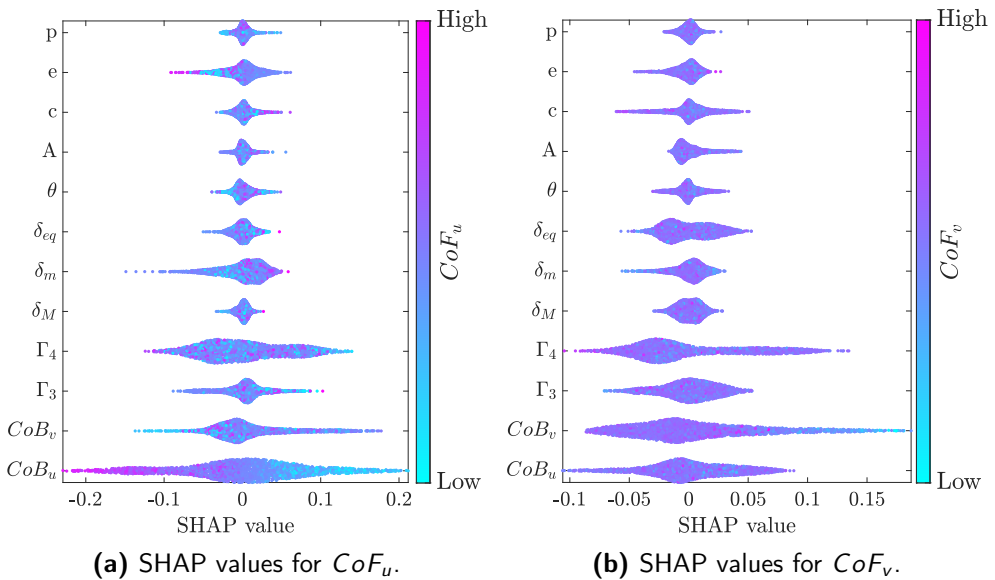 p
e
c
A
θ
δ_eq
δ_m
δ_M
Γ_4
Γ_3
CoB_v
CoB_u
-0.2 -0.1 0 0.1 0.2
SHAP value
High
CoF_u
Low
(a) SHAP values for CoF_u.
p
e
c
A
θ
δ_eq
δ_m
δ_M
Γ_4
Γ_3
CoB_v
CoB_u
-0.1 -0.05 0 0.05 0.1 0.15
SHAP value
High
CoF_v
Low
(b) SHAP values for CoF_v.